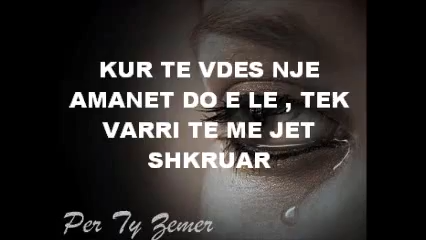 KUR TE VDES NJE
AMANET DO E LE , TEK
VARRI TE ME JET
SHKRUAR
Per Ty Zemer